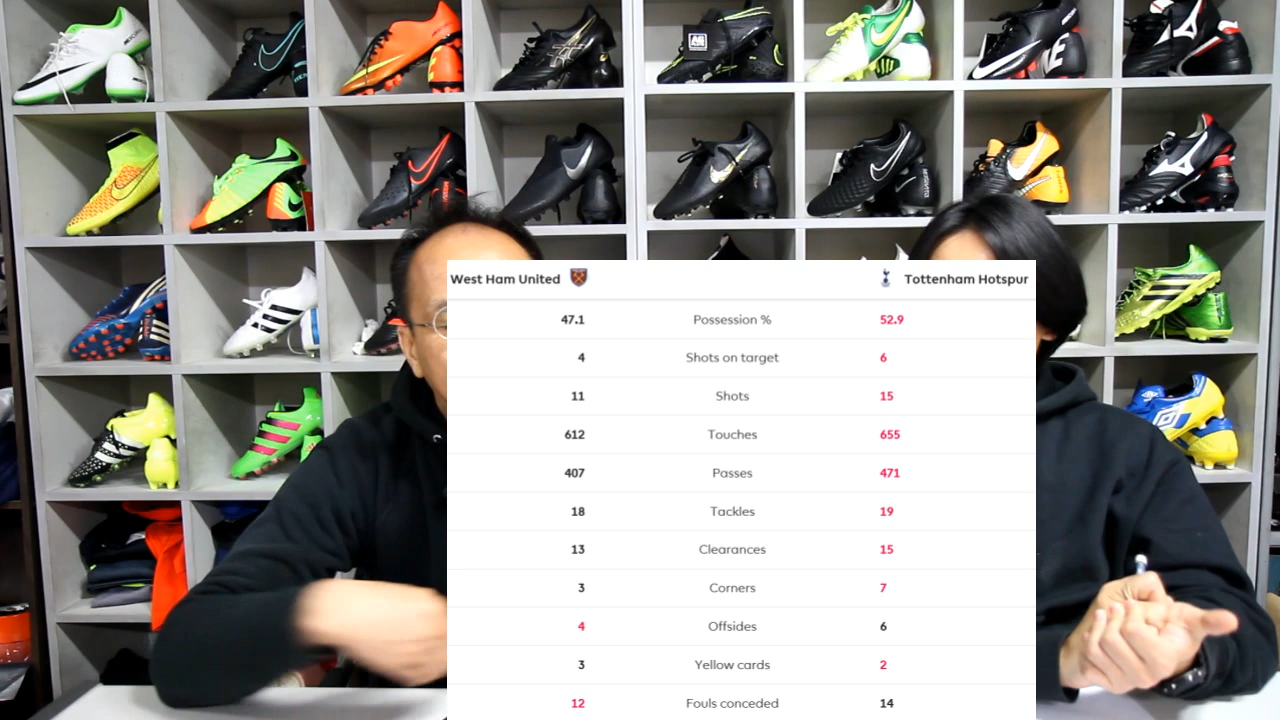 West Ham United Tottenham Hotspur
47.1 Possession % 52.9
4 Shots on target 6
11 Shots 15
612 Touches 655
407 Passes 471
18 Tackles 19
13 Clearances 15
3 Corners 7
4 Offsides 6
3 Yellow cards 2
12 Fouls conceded 14